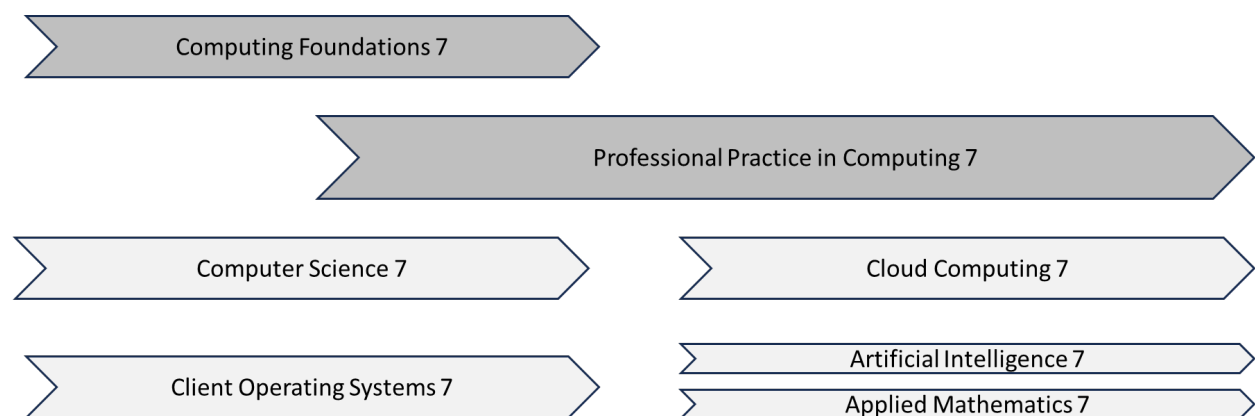 Computing Foundations 7
Professional Practice in Computing 7
Computer Science 7
Cloud Computing 7
Client Operating Systems 7
Artificial Intelligence 7
Applied Mathematics 7